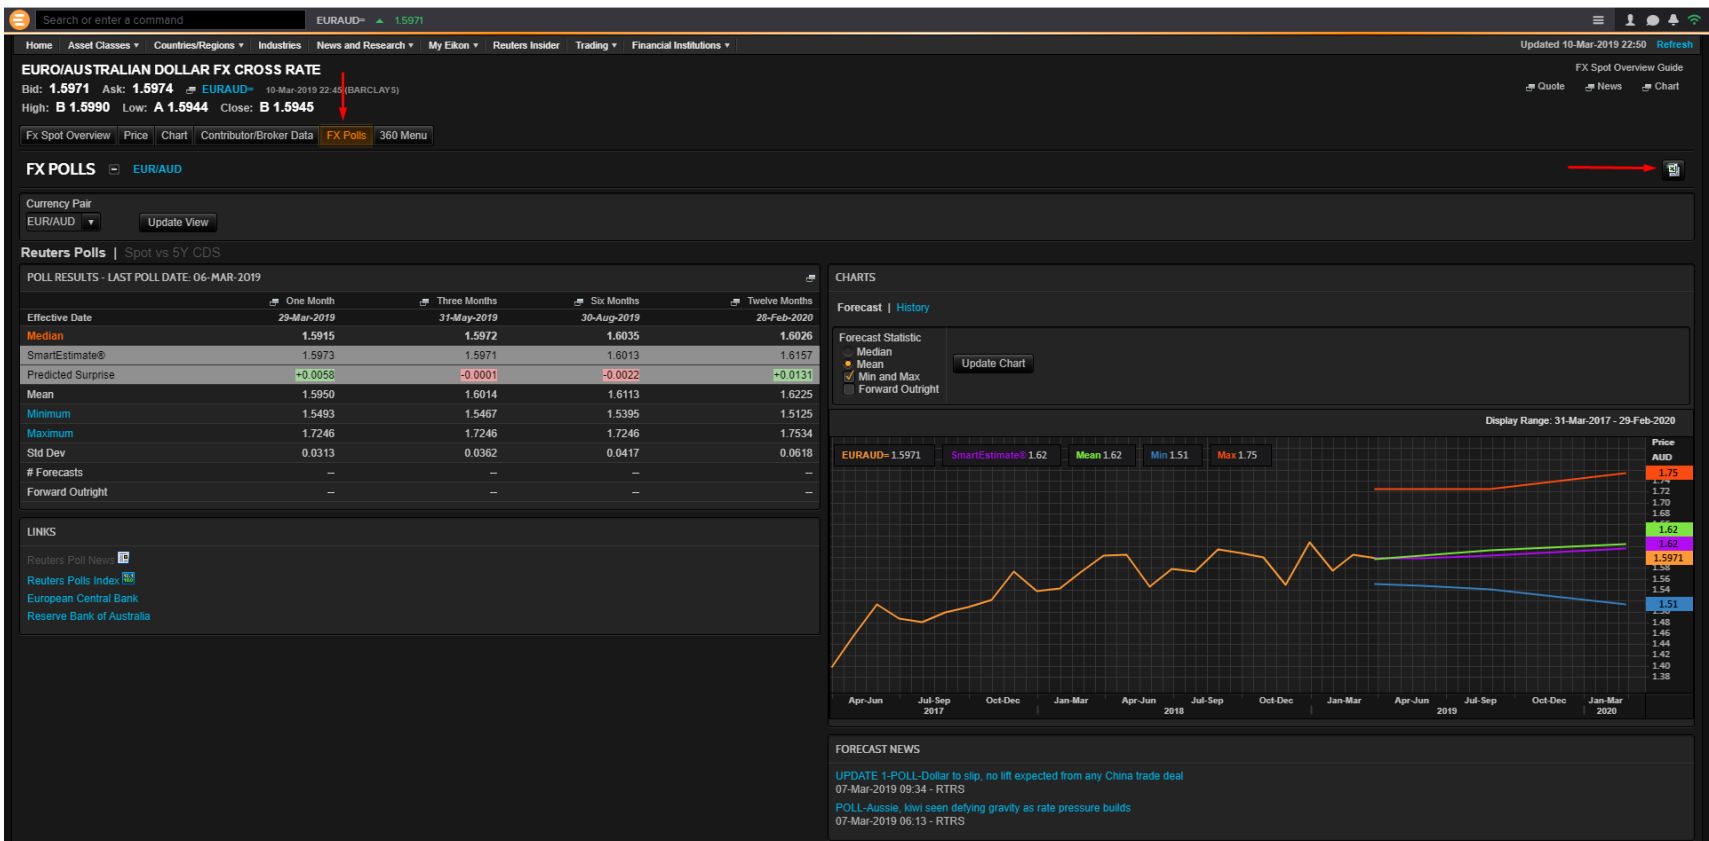 Search or enter a command
EURAUD= 1.5971
Home Asset Classes Countries/Regions Industries News and Research My Eikon Reuters Insider Trading Financial Institutions
Updated 10-Mar-2019 22:50 Refresh
EURO/AUSTRALIAN DOLLAR FX CROSS RATE
FX Spot Overview Guide
Bid: 1.5971 Ask: 1.5974 EURAUD= 10-Mar-2019 22:45 (BARCLAYS)
Quote News Chart
High: B 1.5990 Low: A 1.5944 Close: B 1.5945
Fx Spot Overview Price Chart Contributor/Broker Data FX Polls 360 Menu
FX POLLS EUR/AUD
Currency Pair
EUR/AUD Update View
Reuters Polls | Spot vs 5Y CDS
POLL RESULTS - LAST POLL DATE: 06-MAR-2019
One Month Three Months Six Months Twelve Months
Effective Date 29-Mar-2019 31-May-2019 30-Aug-2019 28-Feb-2020
Median 1.5915 1.5972 1.6035 1.6026
SmartEstimate® 1.5973 1.5971 1.6013 1.6157
Predicted Surprise +0.0058 -0.0001 -0.0022 +0.0131
Mean 1.5950 1.6014 1.6113 1.6225
Minimum 1.5493 1.5467 1.5395 1.5125
Maximum 1.7246 1.7246 1.7246 1.7534
Std Dev 0.0313 0.0362 0.0417 0.0618
# Forecasts -- -- -- --
Forward Outright -- -- -- --
LINKS
Reuters Poll News
Reuters Polls Index
European Central Bank
Reserve Bank of Australia
CHARTS
Forecast | History
Forecast Statistic
Median
Mean
Min and Max
Forward Outright
Update Chart
Display Range: 31-Mar-2017 - 29-Feb-2020
EURAUD= 1.5971 SmartEstimate® 1.62 Mean 1.62 Min 1.51 Max 1.75
Price
AUD
1.75
1.74
1.72
1.70
1.68
1.62
1.62
1.5971
1.58
1.56
1.54
1.51
1.50
1.48
1.46
1.44
1.42
1.40
1.38
Apr-Jun Jul-Sep Oct-Dec Jan-Mar Apr-Jun Jul-Sep Oct-Dec Jan-Mar Apr-Jun Jul-Sep Oct-Dec Jan-Mar
2017 2018 2019 2020
FORECAST NEWS
UPDATE 1-POLL-Dollar to slip, no lift expected from any China trade deal
07-Mar-2019 09:34 - RTRS
POLL-Aussie, kiwi seen defying gravity as rate pressure builds
07-Mar-2019 06:13 - RTRS